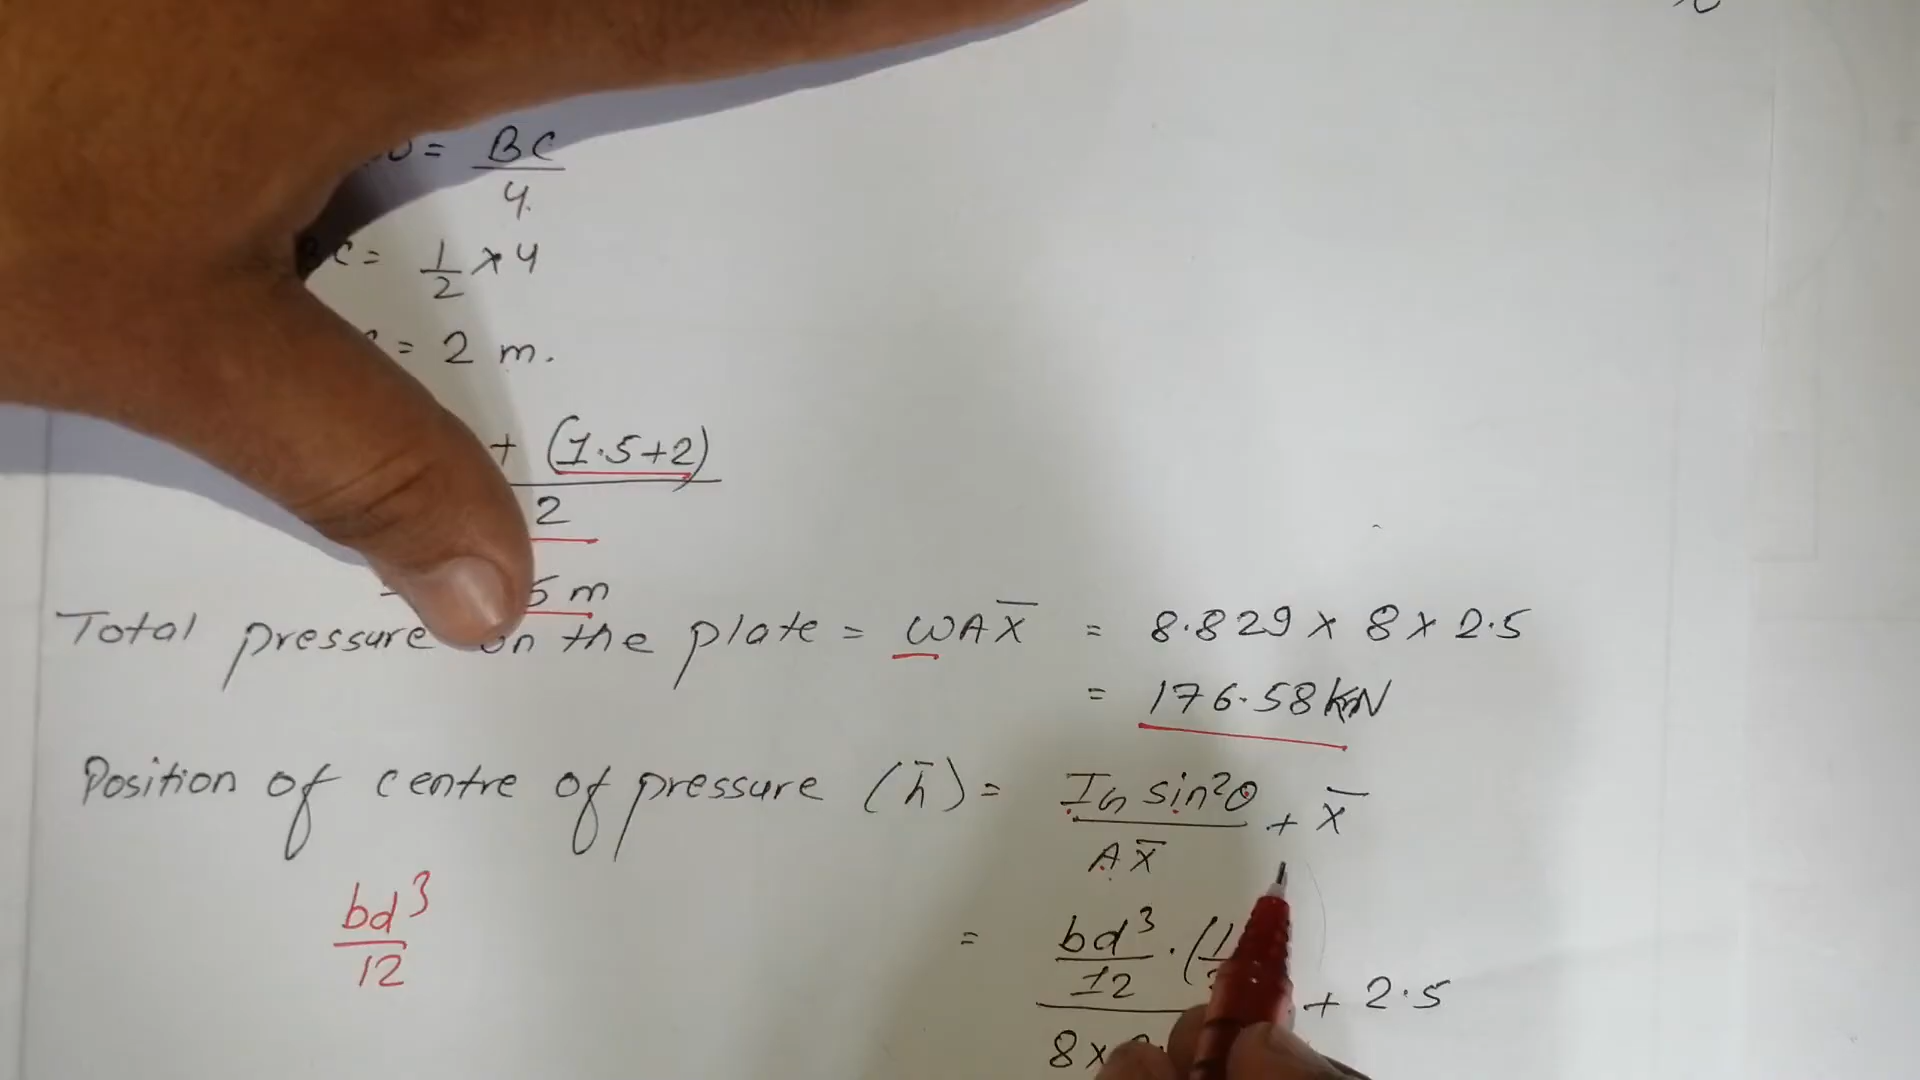 = BC/4.
C = 1/2 × 4
= 2 m.
+ (1.5+2)
2
5 m
Total pressure on the plate = ωAx̅ = 8.829 × 8 × 2.5
= 176.58 kN
Position of centre of pressure (h̅) = IG sin²θ / Ax̅ + x̅
bd³/12
= bd³/12 · (1 + 2.5
8 ×